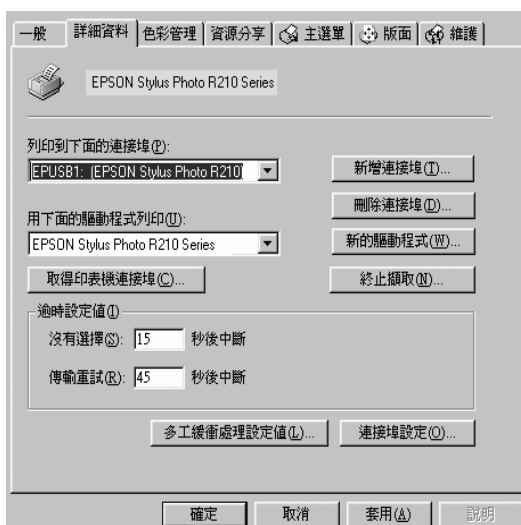 一般 詳細資料 色彩管理 資源分享 主選單 版面 維護
EPSON Stylus Photo R210 Series
列印到下面的連接埠(P):
EPUSB1: (EPSON Stylus Photo R210)
新增連接埠(T)...
刪除連接埠(D)...
用下面的驅動程式列印(U):
EPSON Stylus Photo R210 Series
新的驅動程式(W)...
取得印表機連接埠(C)...
終止擷取(N)...
逾時設定值(I)
沒有選擇(S): 15 秒後中斷
傳輸重試(R): 45 秒後中斷
多工緩衝處理設定值(L)... 連接埠設定(O)...
確定 取消 套用(A) 說明